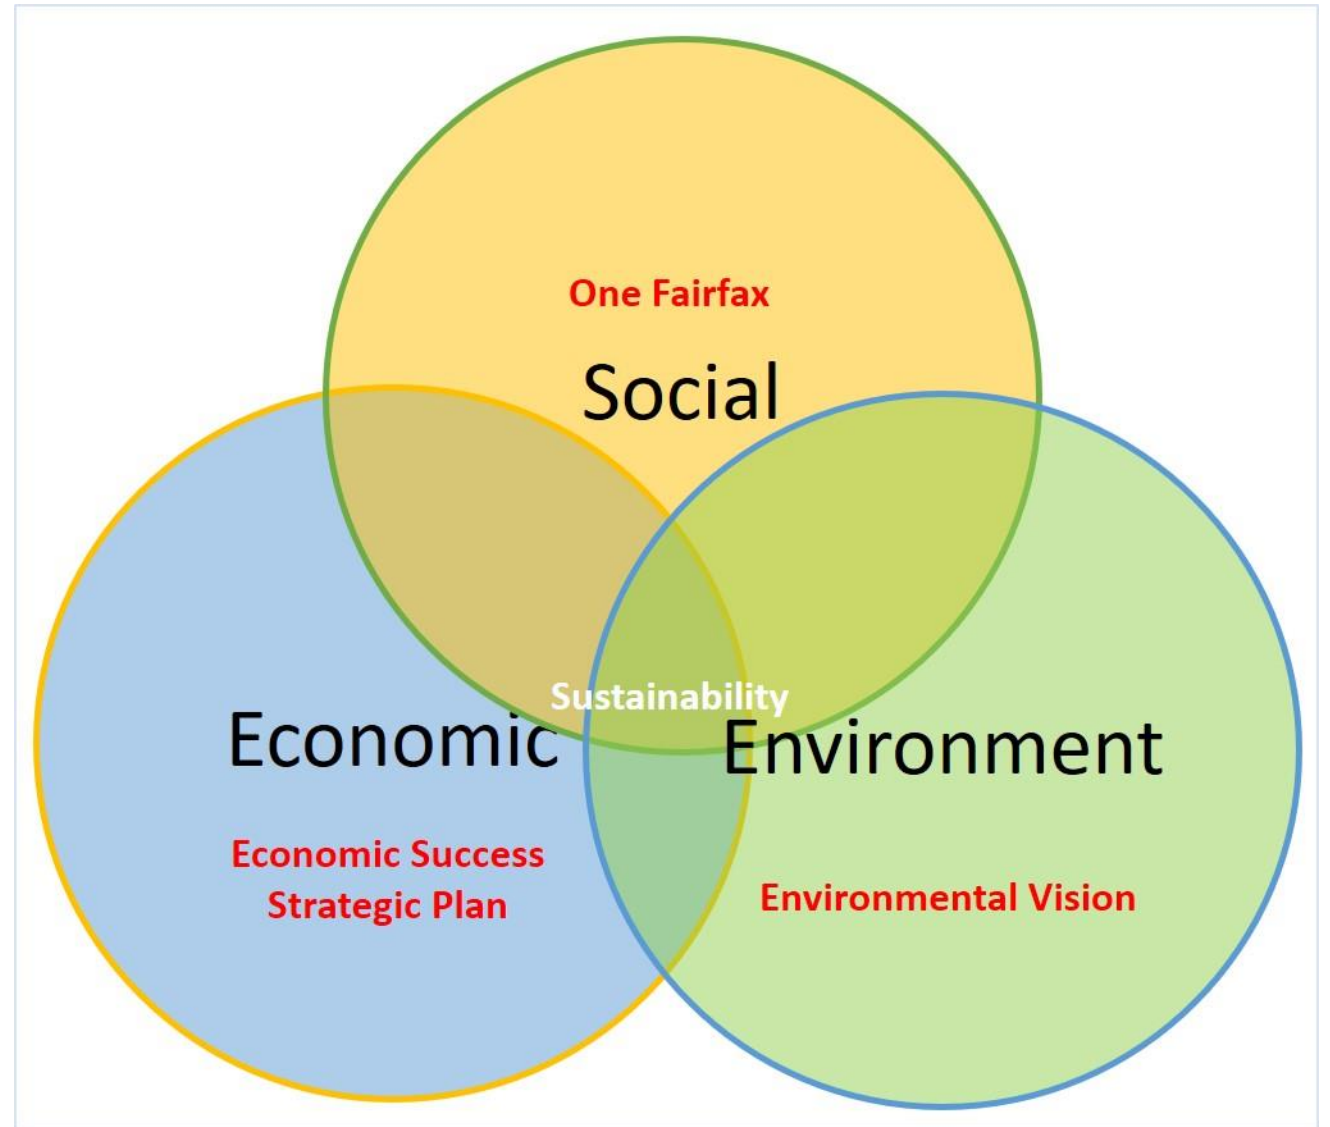 One Fairfax
Social
Sustainability
Economic
Environment
Economic Success
Strategic Plan
Environmental Vision